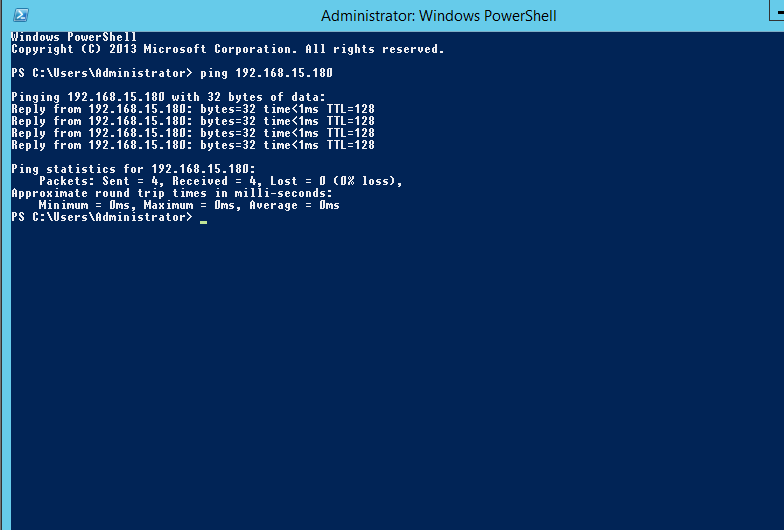 Administrator: Windows PowerShell
Windows PowerShell
Copyright (C) 2013 Microsoft Corporation. All rights reserved.
PS C:\Users\Administrator> ping 192.168.15.180
Pinging 192.168.15.180 with 32 bytes of data:
Reply from 192.168.15.180: bytes=32 time<1ms TTL=128
Reply from 192.168.15.180: bytes=32 time<1ms TTL=128
Reply from 192.168.15.180: bytes=32 time<1ms TTL=128
Reply from 192.168.15.180: bytes=32 time<1ms TTL=128
Ping statistics for 192.168.15.180:
    Packets: Sent = 4, Received = 4, Lost = 0 (0% loss),
Approximate round trip times in milli-seconds:
    Minimum = 0ms, Maximum = 0ms, Average = 0ms
PS C:\Users\Administrator> _